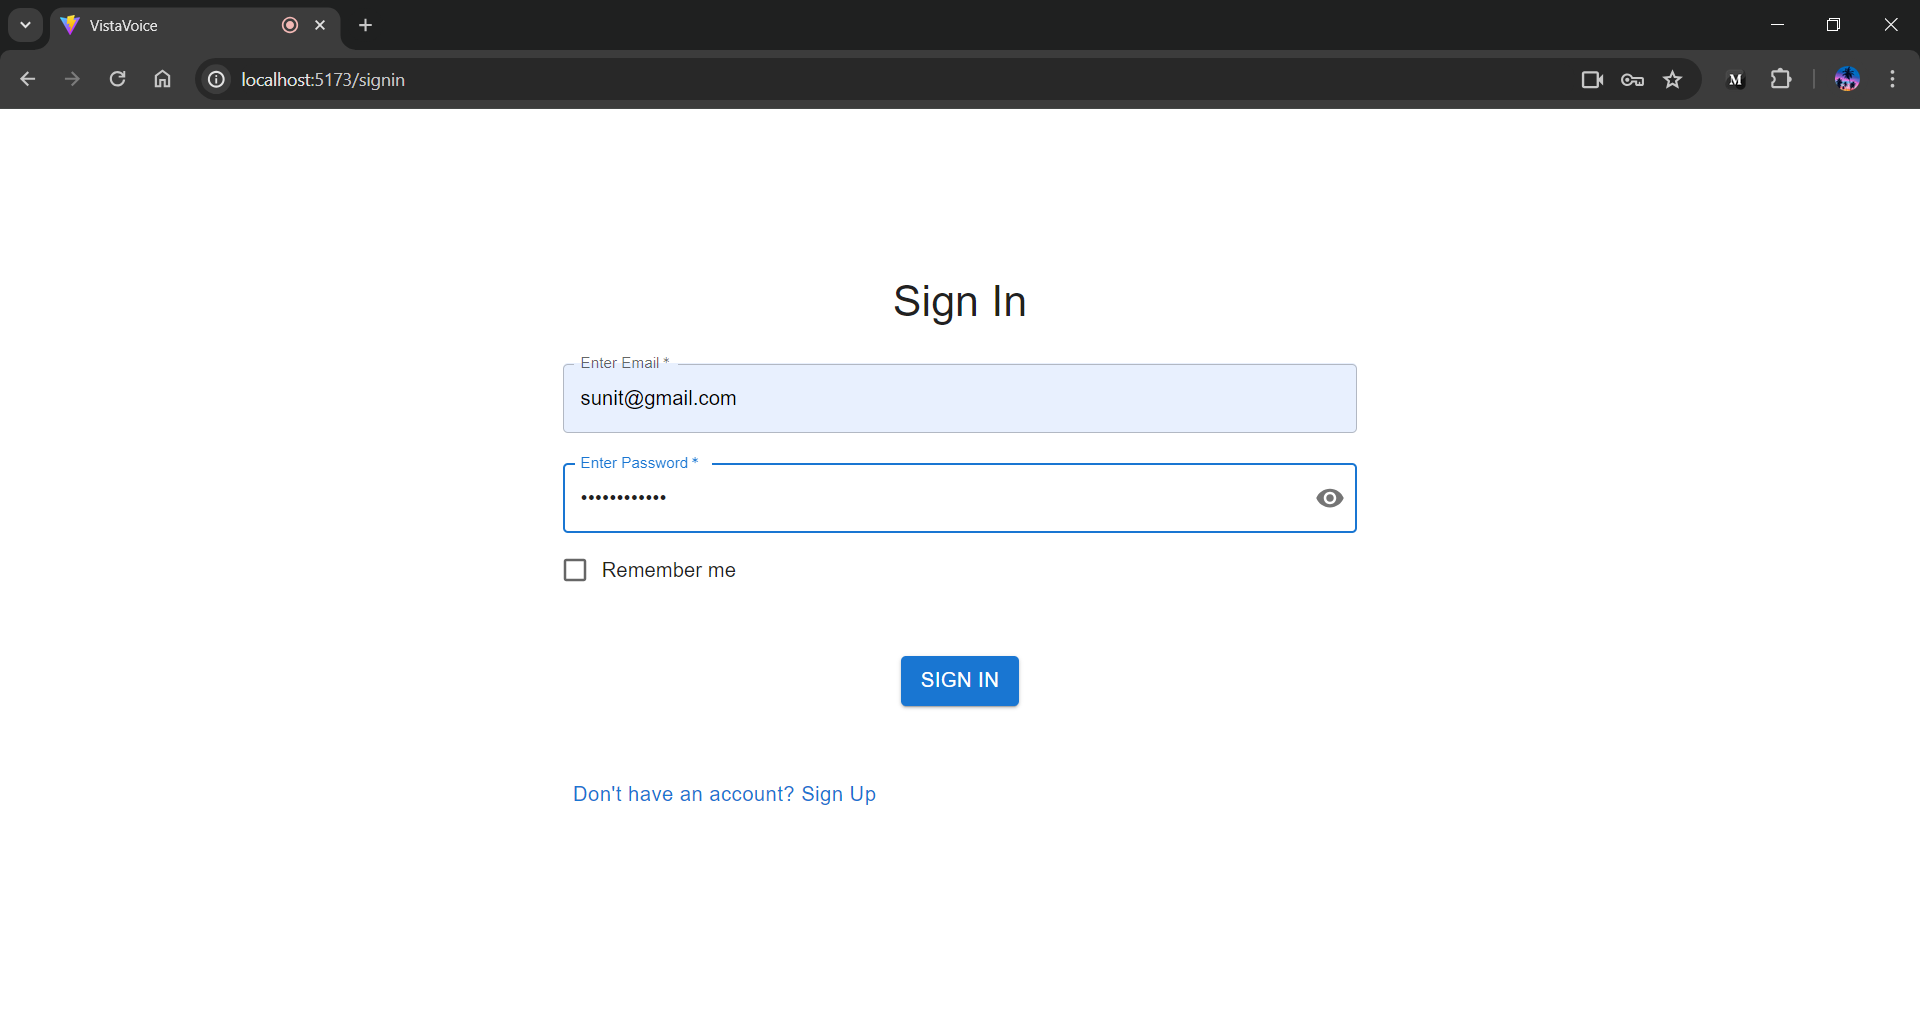 VistaVoice
localhost:5173/signin
M
Sign In
Enter Email *
sunit@gmail.com
Enter Password *
••••••••••••
Remember me
SIGN IN
Don't have an account? Sign Up